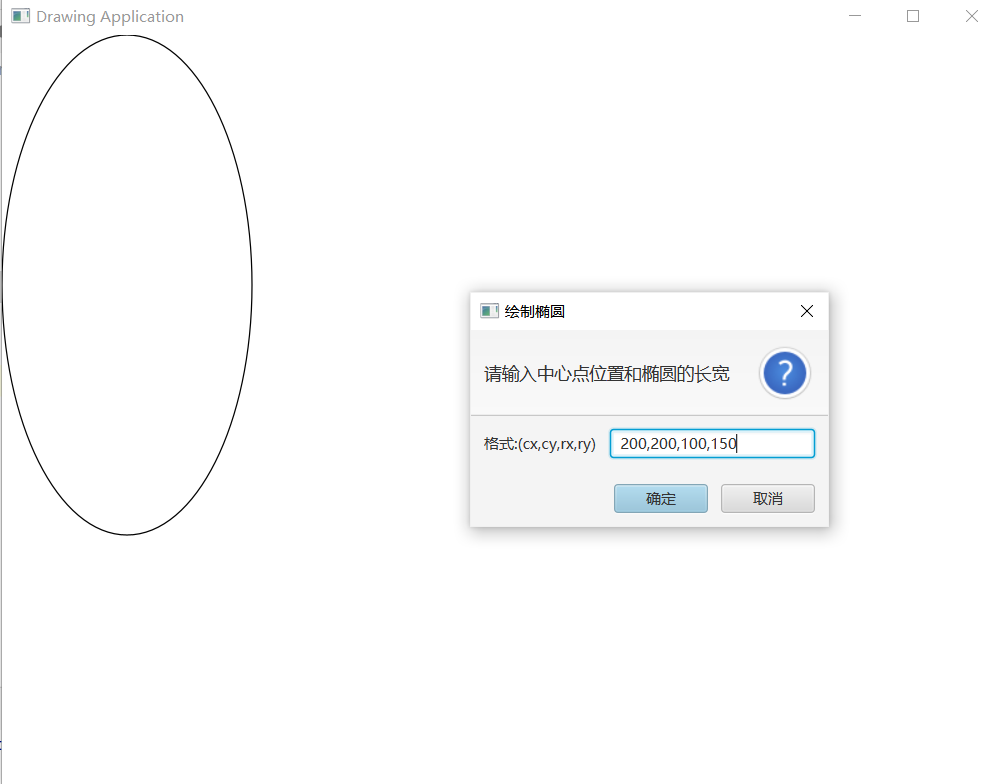 Drawing Application
绘制椭圆
请输入中心点位置和椭圆的长宽
?
格式:(cx,cy,rx,ry)
200,200,100,150
确定
取消